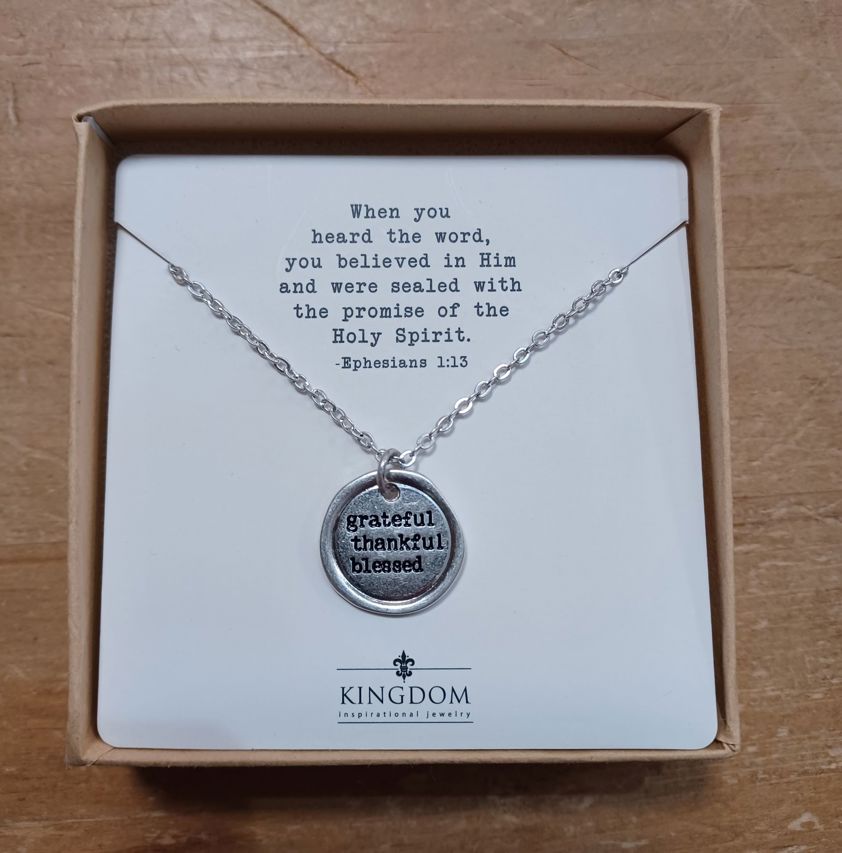 When you
heard the word,
you believed in Him
and were sealed with
the promise of the
Holy Spirit.
-Ephesians 1:13
grateful
thankful
blessed
KINGDOM
inspirational jewelry